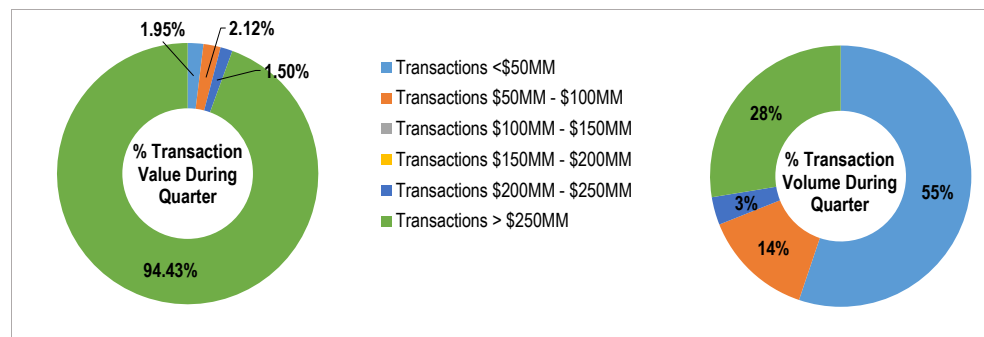 1.95%
2.12%
1.50%
94.43%
% Transaction
Value During
Quarter
Transactions <$50MM
Transactions $50MM - $100MM
Transactions $100MM - $150MM
Transactions $150MM - $200MM
Transactions $200MM - $250MM
Transactions > $250MM
28%
3%
14%
55%
% Transaction
Volume During
Quarter